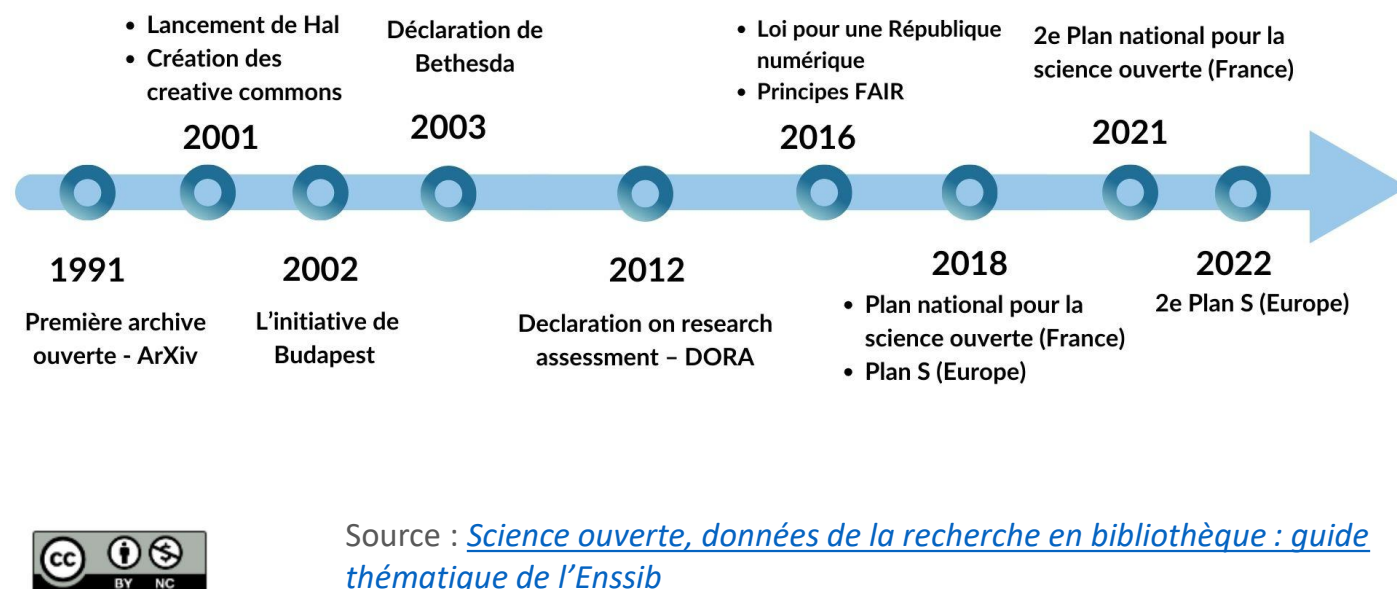 • Lancement de Hal
• Création des
creative commons
2001
Déclaration de
Bethesda
2003
• Loi pour une République
numérique
• Principes FAIR
2016
2e Plan national pour la
science ouverte (France)
2021
1991
Première archive
ouverte - ArXiv
2002
L’initiative de
Budapest
2012
Declaration on research
assessment – DORA
2018
• Plan national pour la
science ouverte (France)
• Plan S (Europe)
2022
2e Plan S (Europe)
cc
BY NC
Source : Science ouverte, données de la recherche en bibliothèque : guide
thématique de l’Enssib